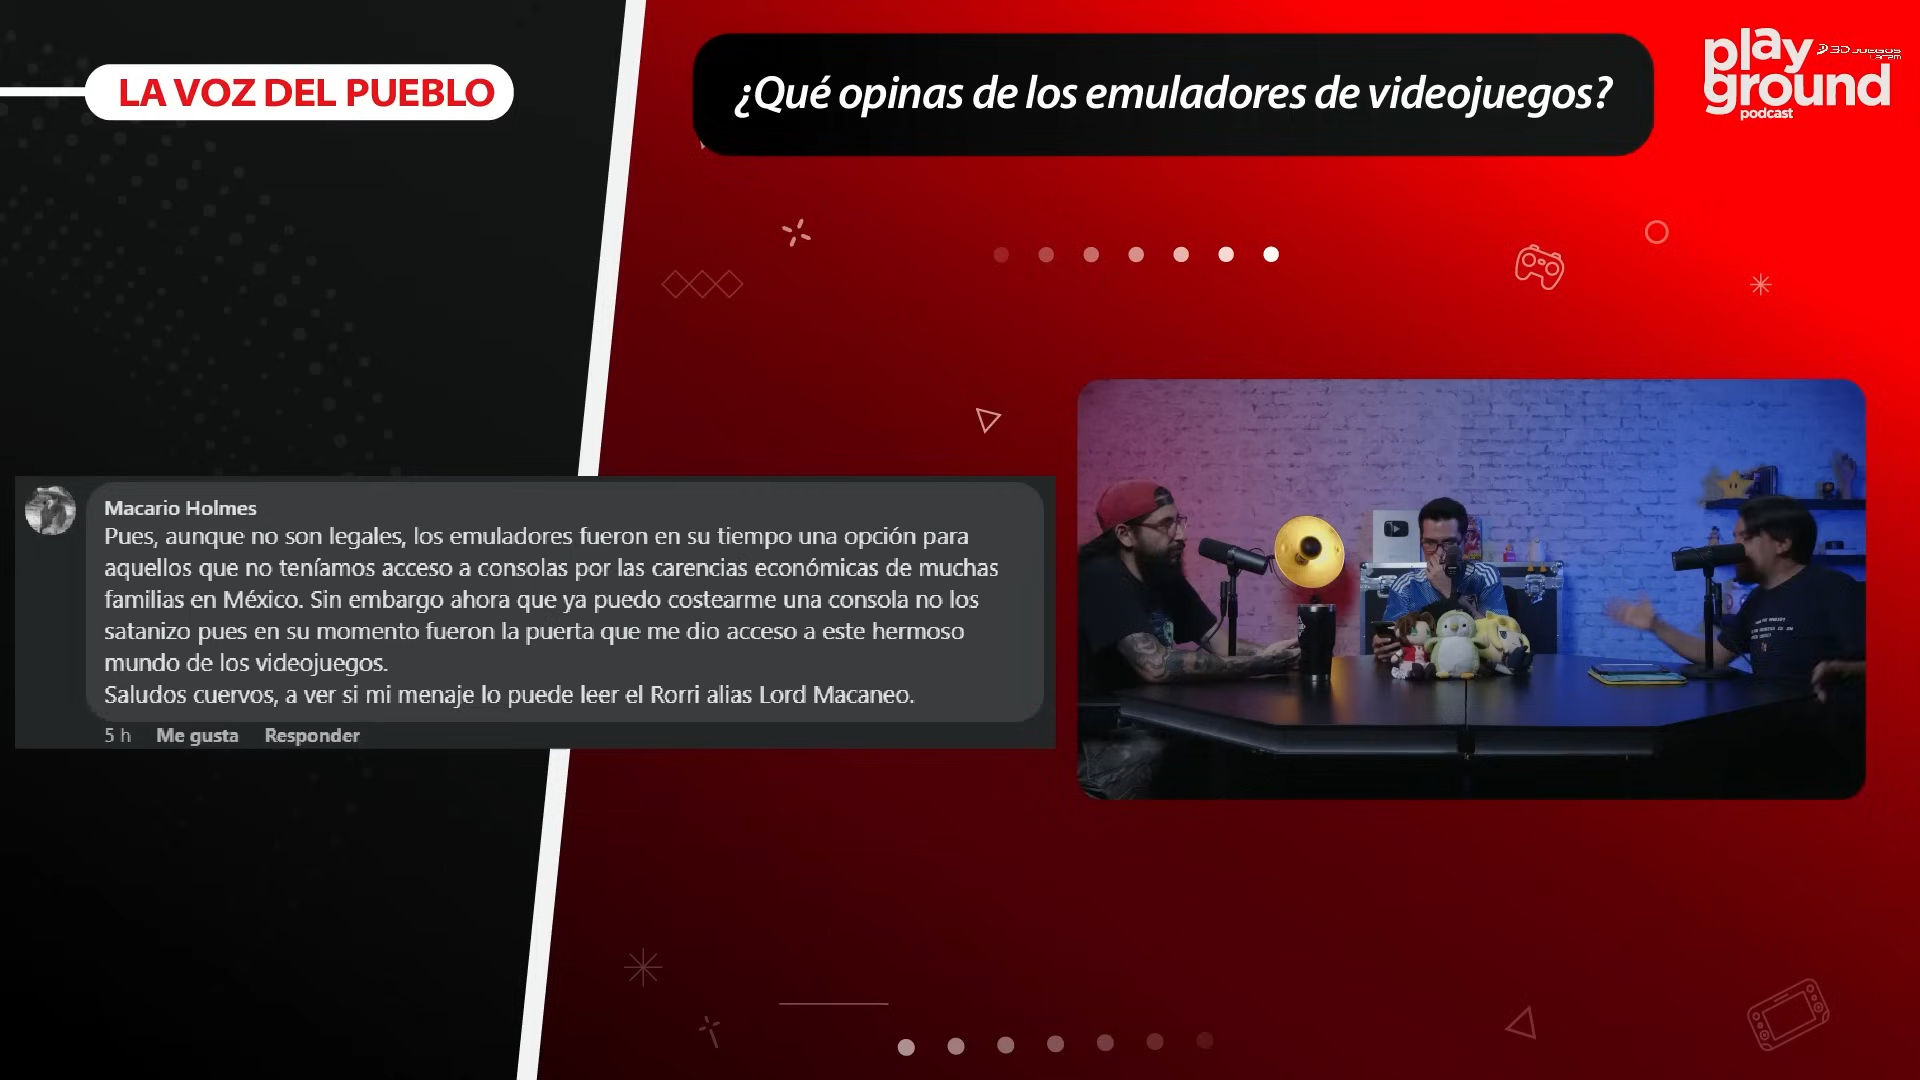 LA VOZ DEL PUEBLO
¿Qué opinas de los emuladores de videojuegos?
play
ground
podcast
3D JUEGOS
LATAM
Macario Holmes
Pues, aunque no son legales, los emuladores fueron en su tiempo una opción para
aquellos que no teníamos acceso a consolas por las carencias económicas de muchas
familias en México. Sin embargo ahora que ya puedo costearme una consola no los
satanizo pues en su momento fueron la puerta que me dio acceso a este hermoso
mundo de los videojuegos.
Saludos cuervos, a ver si mi menaje lo puede leer el Rorri alias Lord Macaneo.
5 h Me gusta Responder